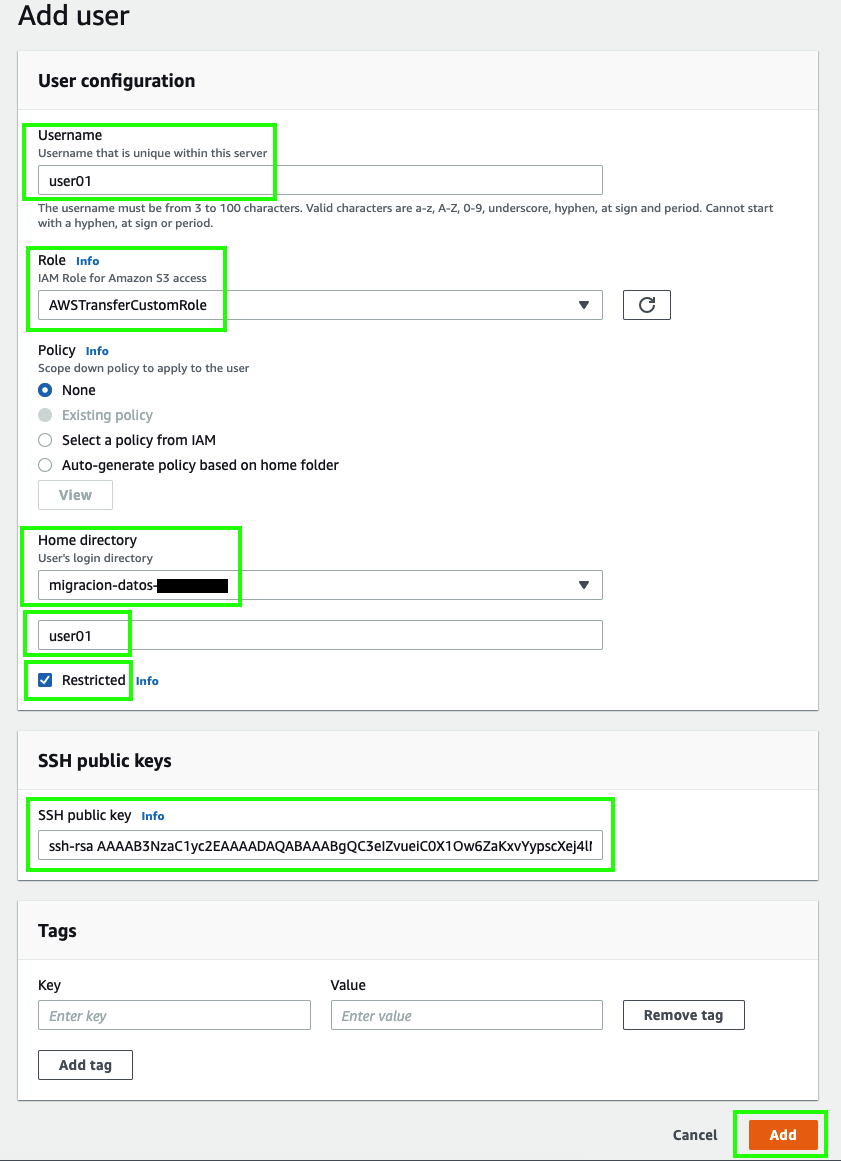 Add user
User configuration
Username
Username that is unique within this server
user01
The username must be from 3 to 100 characters. Valid characters are a-z, A-Z, 0-9, underscore, hyphen, at sign and period. Cannot start
with a hyphen, at sign or period.
Role Info
IAM Role for Amazon S3 access
AWSTransferCustomRole
Policy Info
Scope down policy to apply to the user
None
Existing policy
Select a policy from IAM
Auto-generate policy based on home folder
View
Home directory
User's login directory
migracion-datos-
user01
Restricted Info
SSH public keys
SSH public key Info
ssh-rsa AAAAB3NzaC1yc2EAAAADAQABAAABgQC3eIZvueiC0X1Ow6ZaKxvYypscXej4l
Tags
Key Value
Enter key Enter value Remove tag
Add tag
Cancel Add